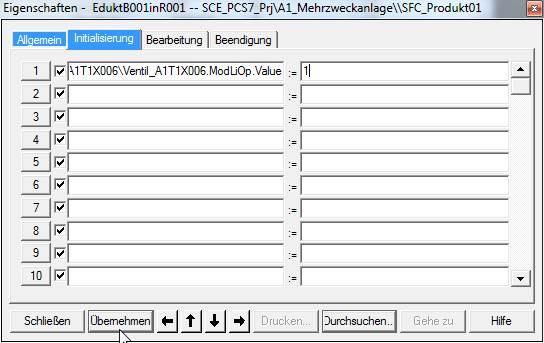 Eigenschaften - EduktB001inR001 -- SCE_PCS7_Prj\A1_Mehrzweckanlage\\SFC_Produkt01
Allgemein Initialisierung Bearbeitung Beendigung
1 A1T1X006\Ventil_A1T1X006.ModLiOp.Value := 1
2 :=
3 :=
4 :=
5 :=
6 :=
7 :=
8 :=
9 :=
10 :=
Schließen Übernehmen Drucken... Durchsuchen... Gehe zu Hilfe